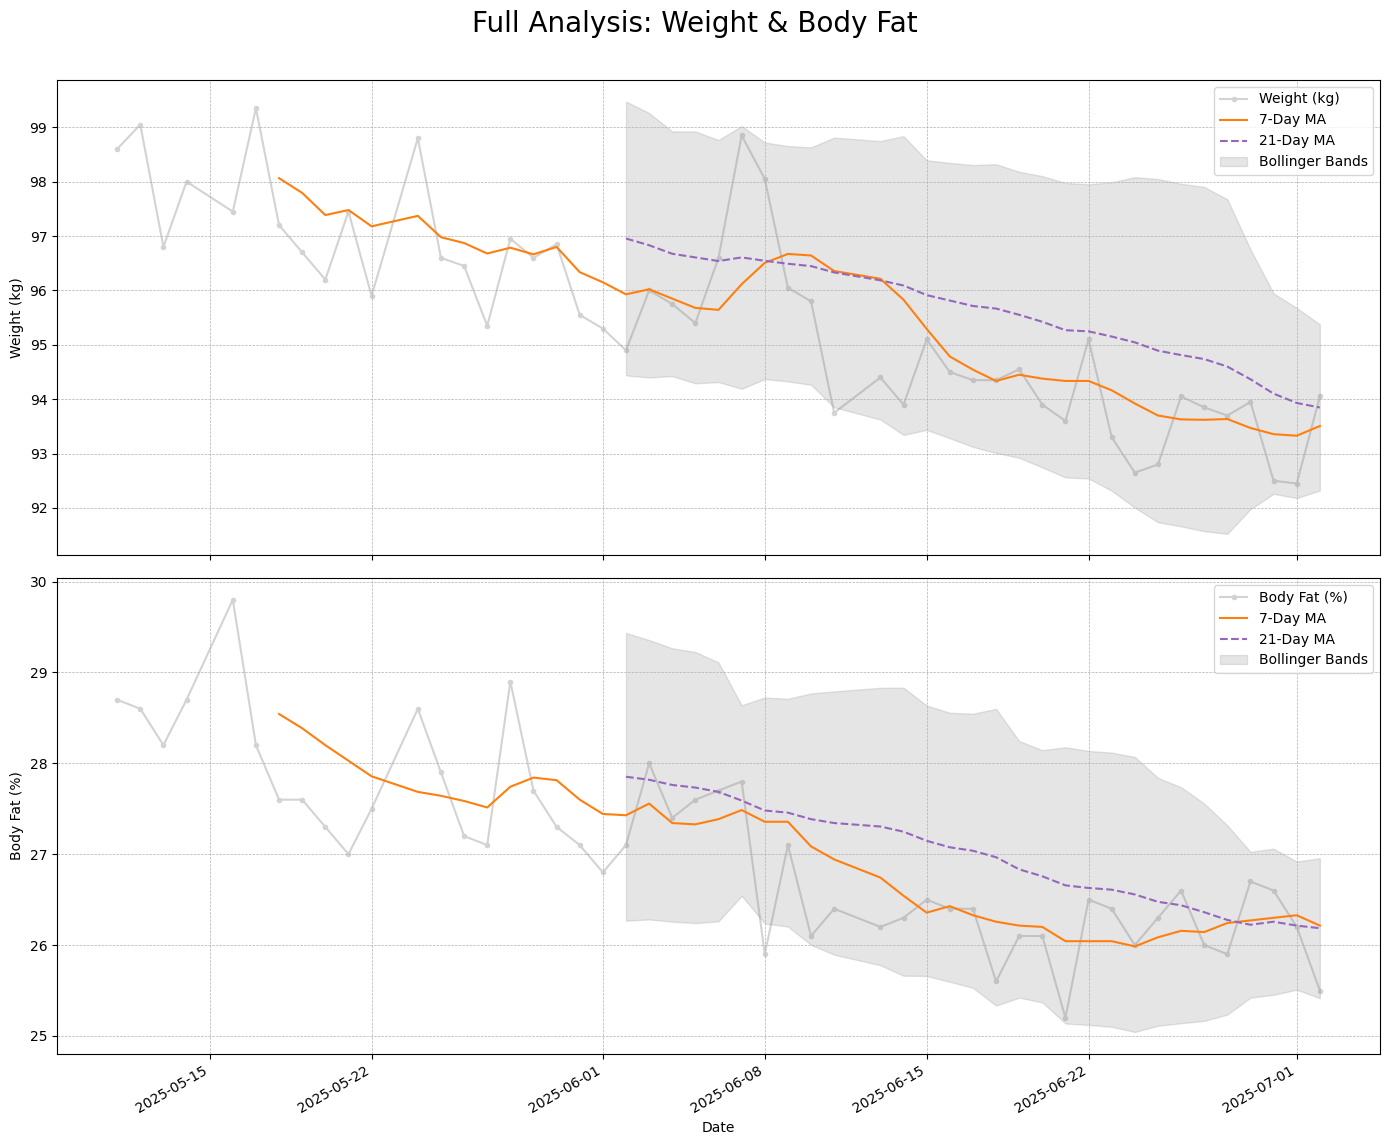 Full Analysis: Weight & Body Fat
Weight (kg)
99
98
97
96
95
94
93
92
Weight (kg)
7-Day MA
21-Day MA
Bollinger Bands
Body Fat (%)
30
29
28
27
26
25
Body Fat (%)
7-Day MA
21-Day MA
Bollinger Bands
2025-05-15
2025-05-22
2025-06-01
2025-06-08
2025-06-15
2025-06-22
2025-07-01
Date